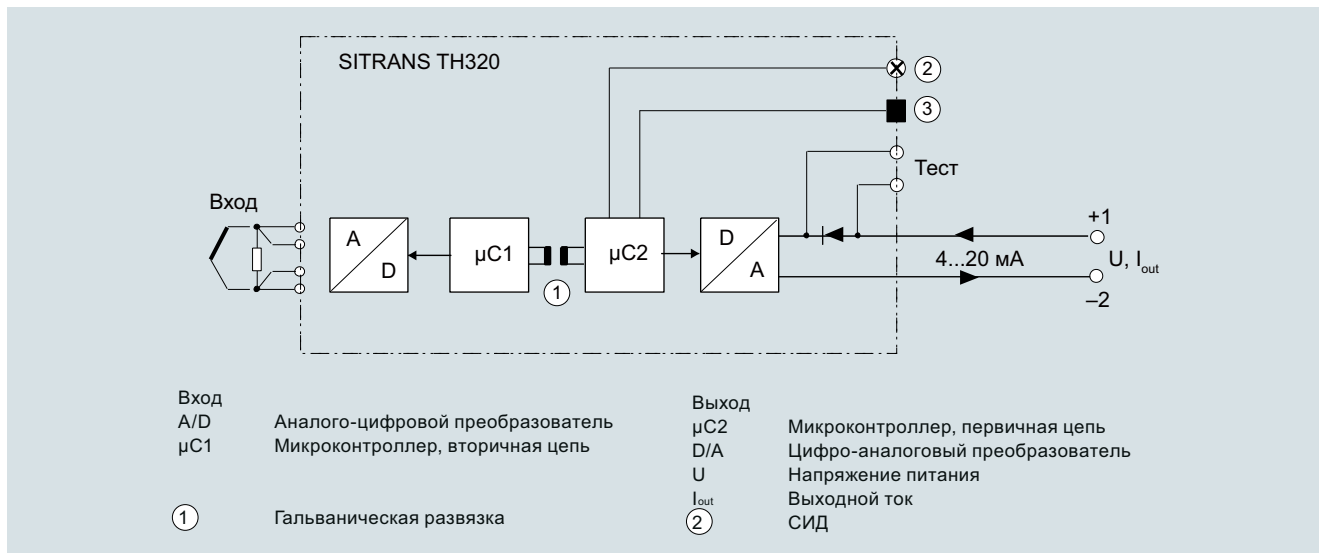 SITRANS TH320
2
3
Тест
Вход
A
D
µC1
µC2
D
A
+1
4...20 мА
U, Iout
–2
1
Вход
A/D Аналого-цифровой преобразователь
µC1 Микроконтроллер, вторичная цепь
1 Гальваническая развязка
Выход
µC2 Микроконтроллер, первичная цепь
D/A Цифро-аналоговый преобразователь
U Напряжение питания
Iout Выходной ток
2 СИД